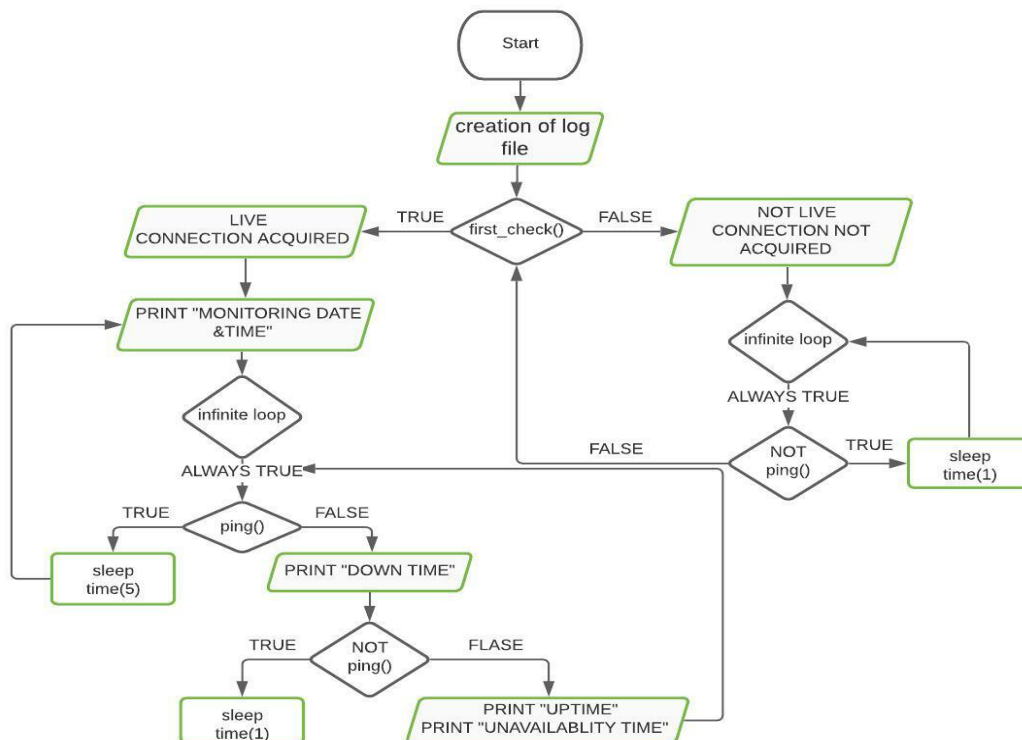 Start
creation of log
file
TRUE
first_check()
FALSE
LIVE
CONNECTION ACQUIRED
NOT LIVE
CONNECTION NOT
ACQUIRED
PRINT "MONITORING DATE
&TIME"
infinite loop
infinite loop
ALWAYS TRUE
ALWAYS TRUE
FALSE
NOT
ping()
TRUE
sleep
time(1)
TRUE
ping()
FALSE
sleep
time(5)
PRINT "DOWN TIME"
TRUE
NOT
ping()
FLASE
sleep
time(1)
PRINT "UPTIME"
PRINT "UNAVAILABLITY TIME"